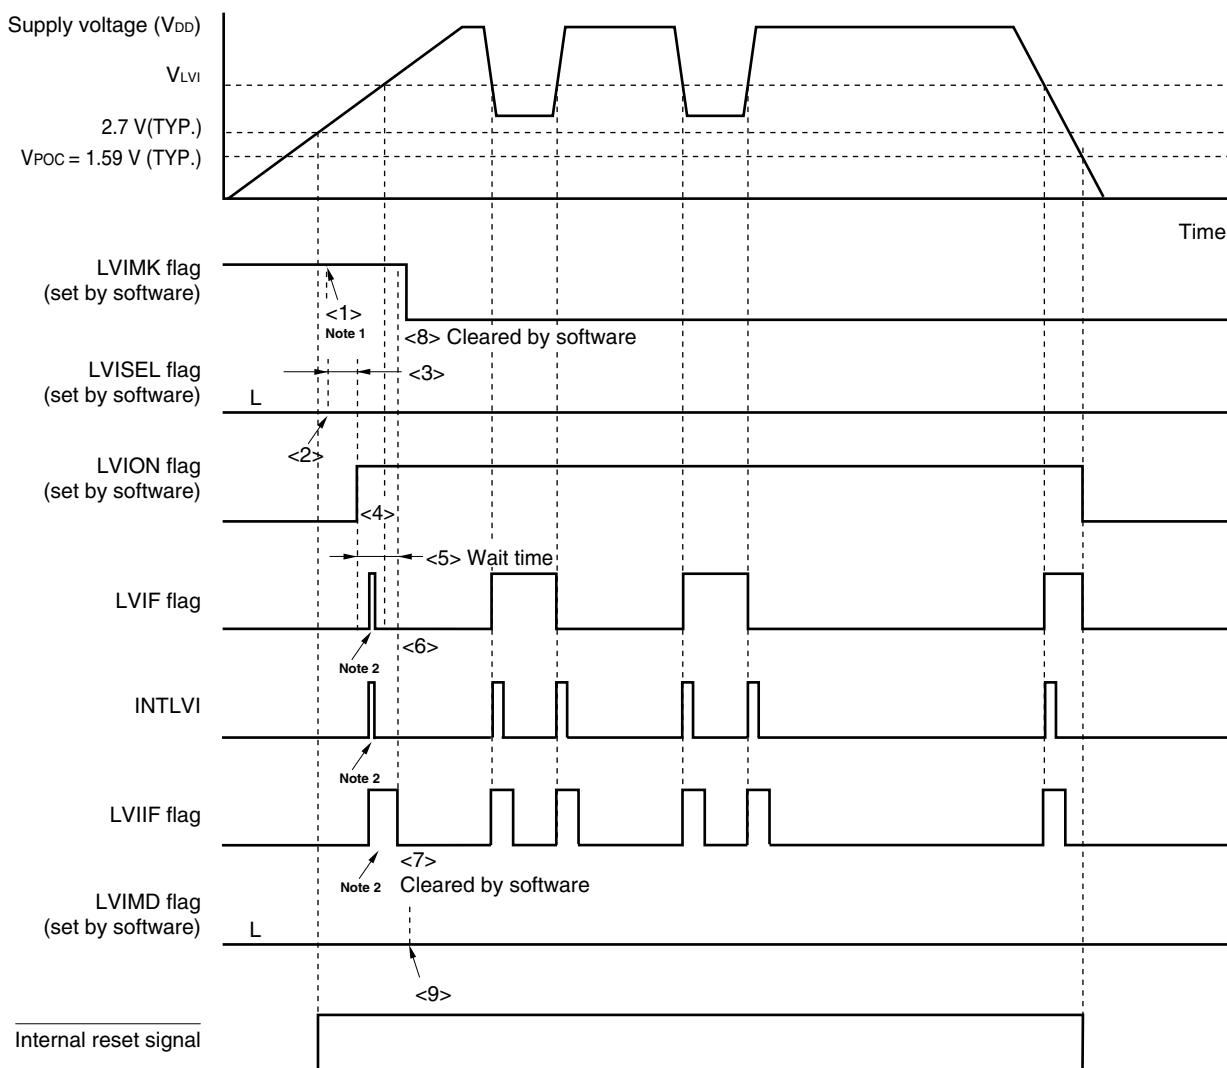 Supply voltage (VDD)
VLVI
2.7 V(TYP.)
VPOC = 1.59 V (TYP.)
Time
LVIMK flag
(set by software)
<1>
Note 1
<8> Cleared by software
LVISEL flag
(set by software)
L
<3>
<2>
LVION flag
(set by software)
<4>
<5> Wait time
LVIF flag
<6>
Note 2
INTLVI
Note 2
LVIIF flag
<7>
Note 2
Cleared by software
LVIMD flag
(set by software)
L
<9>
Internal reset signal